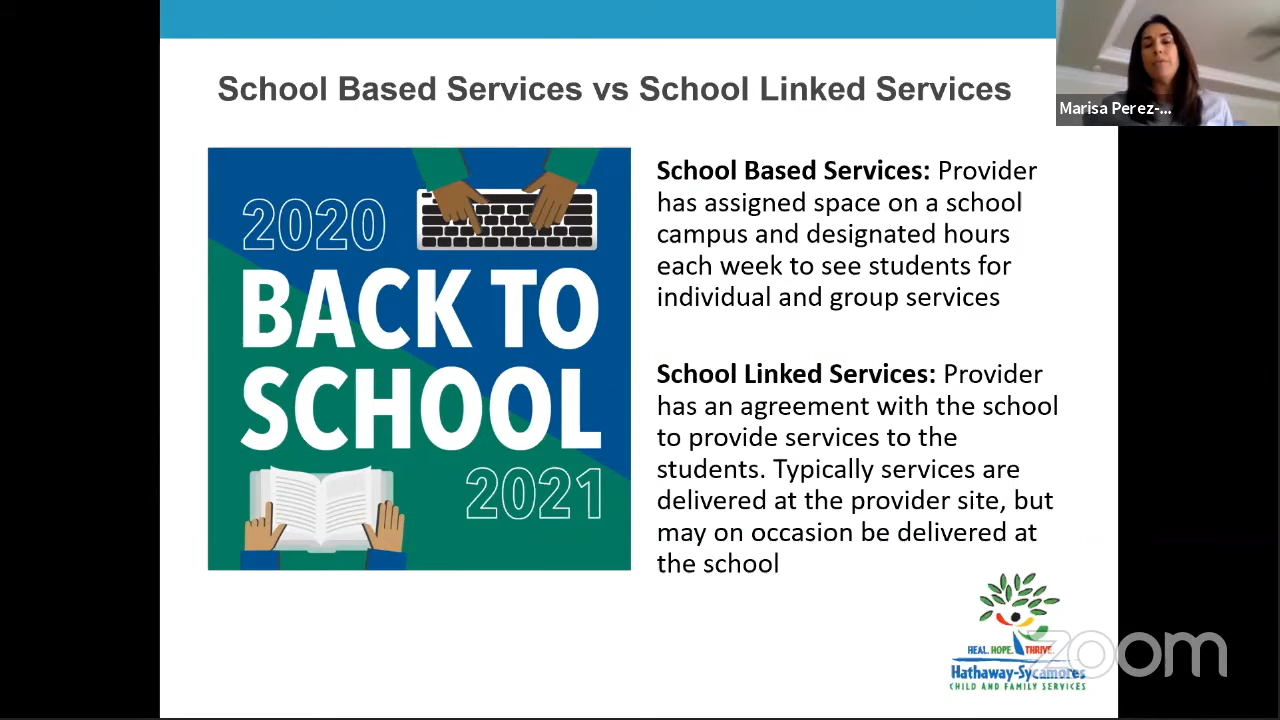 School Based Services vs School Linked Services
Marisa Perez-...
2020
BACK TO
SCHOOL
2021
School Based Services: Provider
has assigned space on a school
campus and designated hours
each week to see students for
individual and group services
School Linked Services: Provider
has an agreement with the school
to provide services to the
students. Typically services are
delivered at the provider site, but
may on occasion be delivered at
the school
HEAL. HOPE. THRIVE.
Hathaway-Sycamores
CHILD AND FAMILY SERVICES
zoom